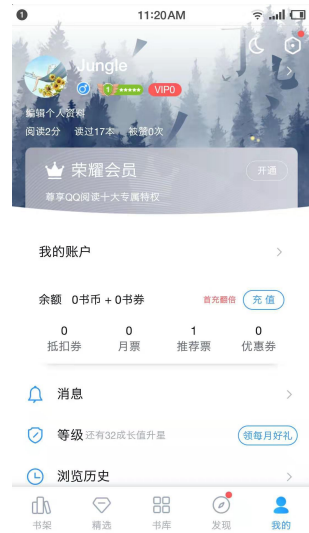 1 11:20AM
Jungle
1 VIP0
编辑个人资料
阅读2分 读过17本 被赞0次
荣耀会员 开通
尊享QQ阅读十大专属特权
我的账户
余额 0书币 + 0书券 首充翻倍 充值
0 0 1 0
抵扣券 月票 推荐票 优惠券
消息
等级 还有32成长值升星 领每月好礼
浏览历史
书架 精选 书库 发现 我的